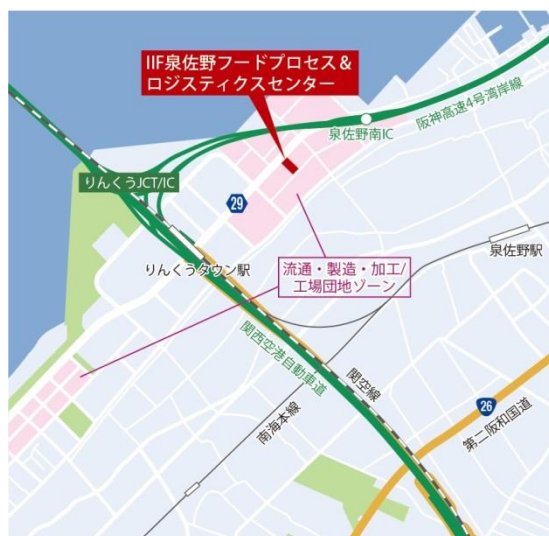 IIF泉佐野フードプロセス＆
ロジスティクスセンター
阪神高速4号湾岸線
泉佐野南IC
りんくうJCT/IC
29
泉佐野駅
りんくうタウン駅
流通・製造・加工/
工場団地ゾーン
関西空港自動車道
関空線
南海本線
26
第二阪和国道